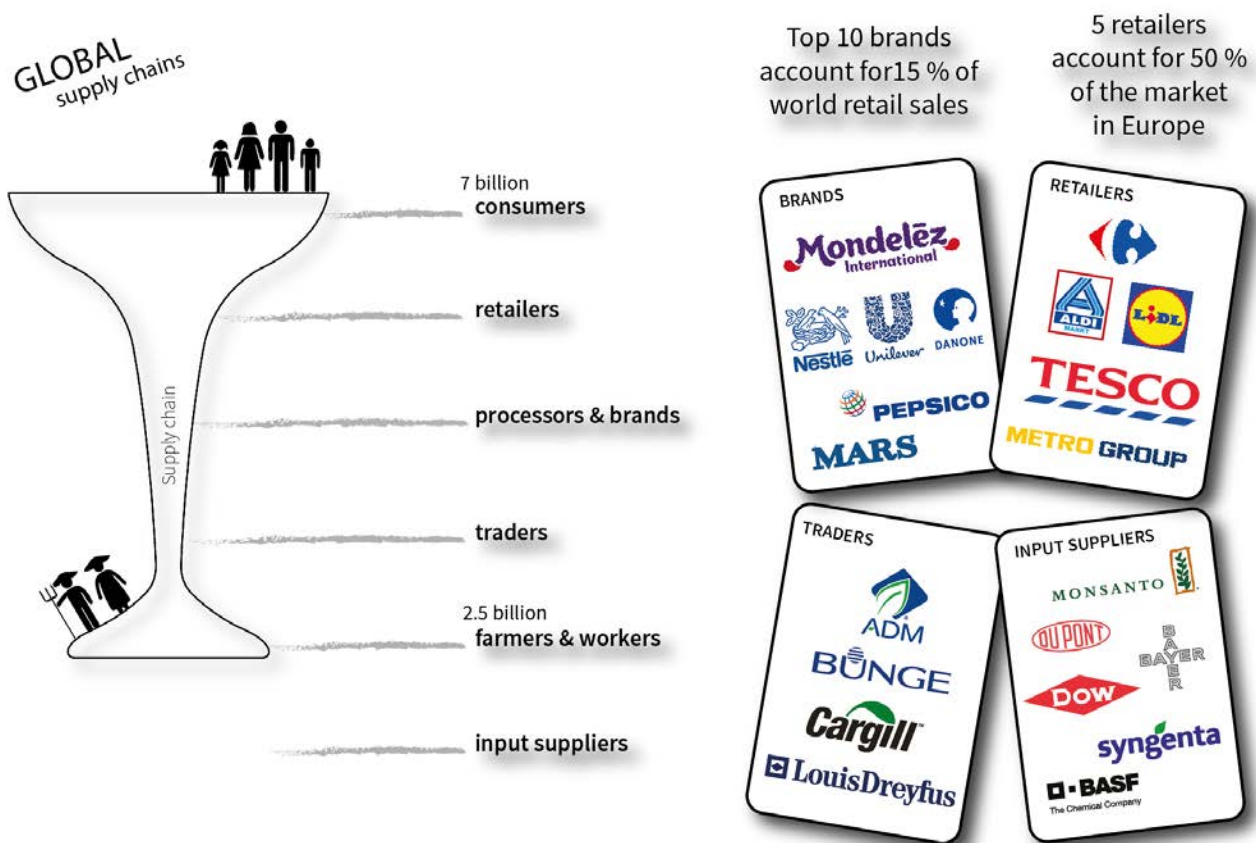 GLOBAL
supply chains
7 billion
consumers
retailers
processors & brands
traders
2.5 billion
farmers & workers
input suppliers
Supply chain
Top 10 brands
account for15 % of
world retail sales
5 retailers
account for 50 %
of the market
in Europe
BRANDS
Mondelēz
International
Nestlé
Unilever
DANONE
PEPSICO
MARS
RETAILERS
ALDI
MARKT
LiDL
TESCO
METRO GROUP
TRADERS
ADM
BUNGE
Cargill™
LouisDreyfus
INPUT SUPPLIERS
MONSANTO
DUPONT
BAYER
BAYER
DOW
syngenta
BASF
The Chemical Company